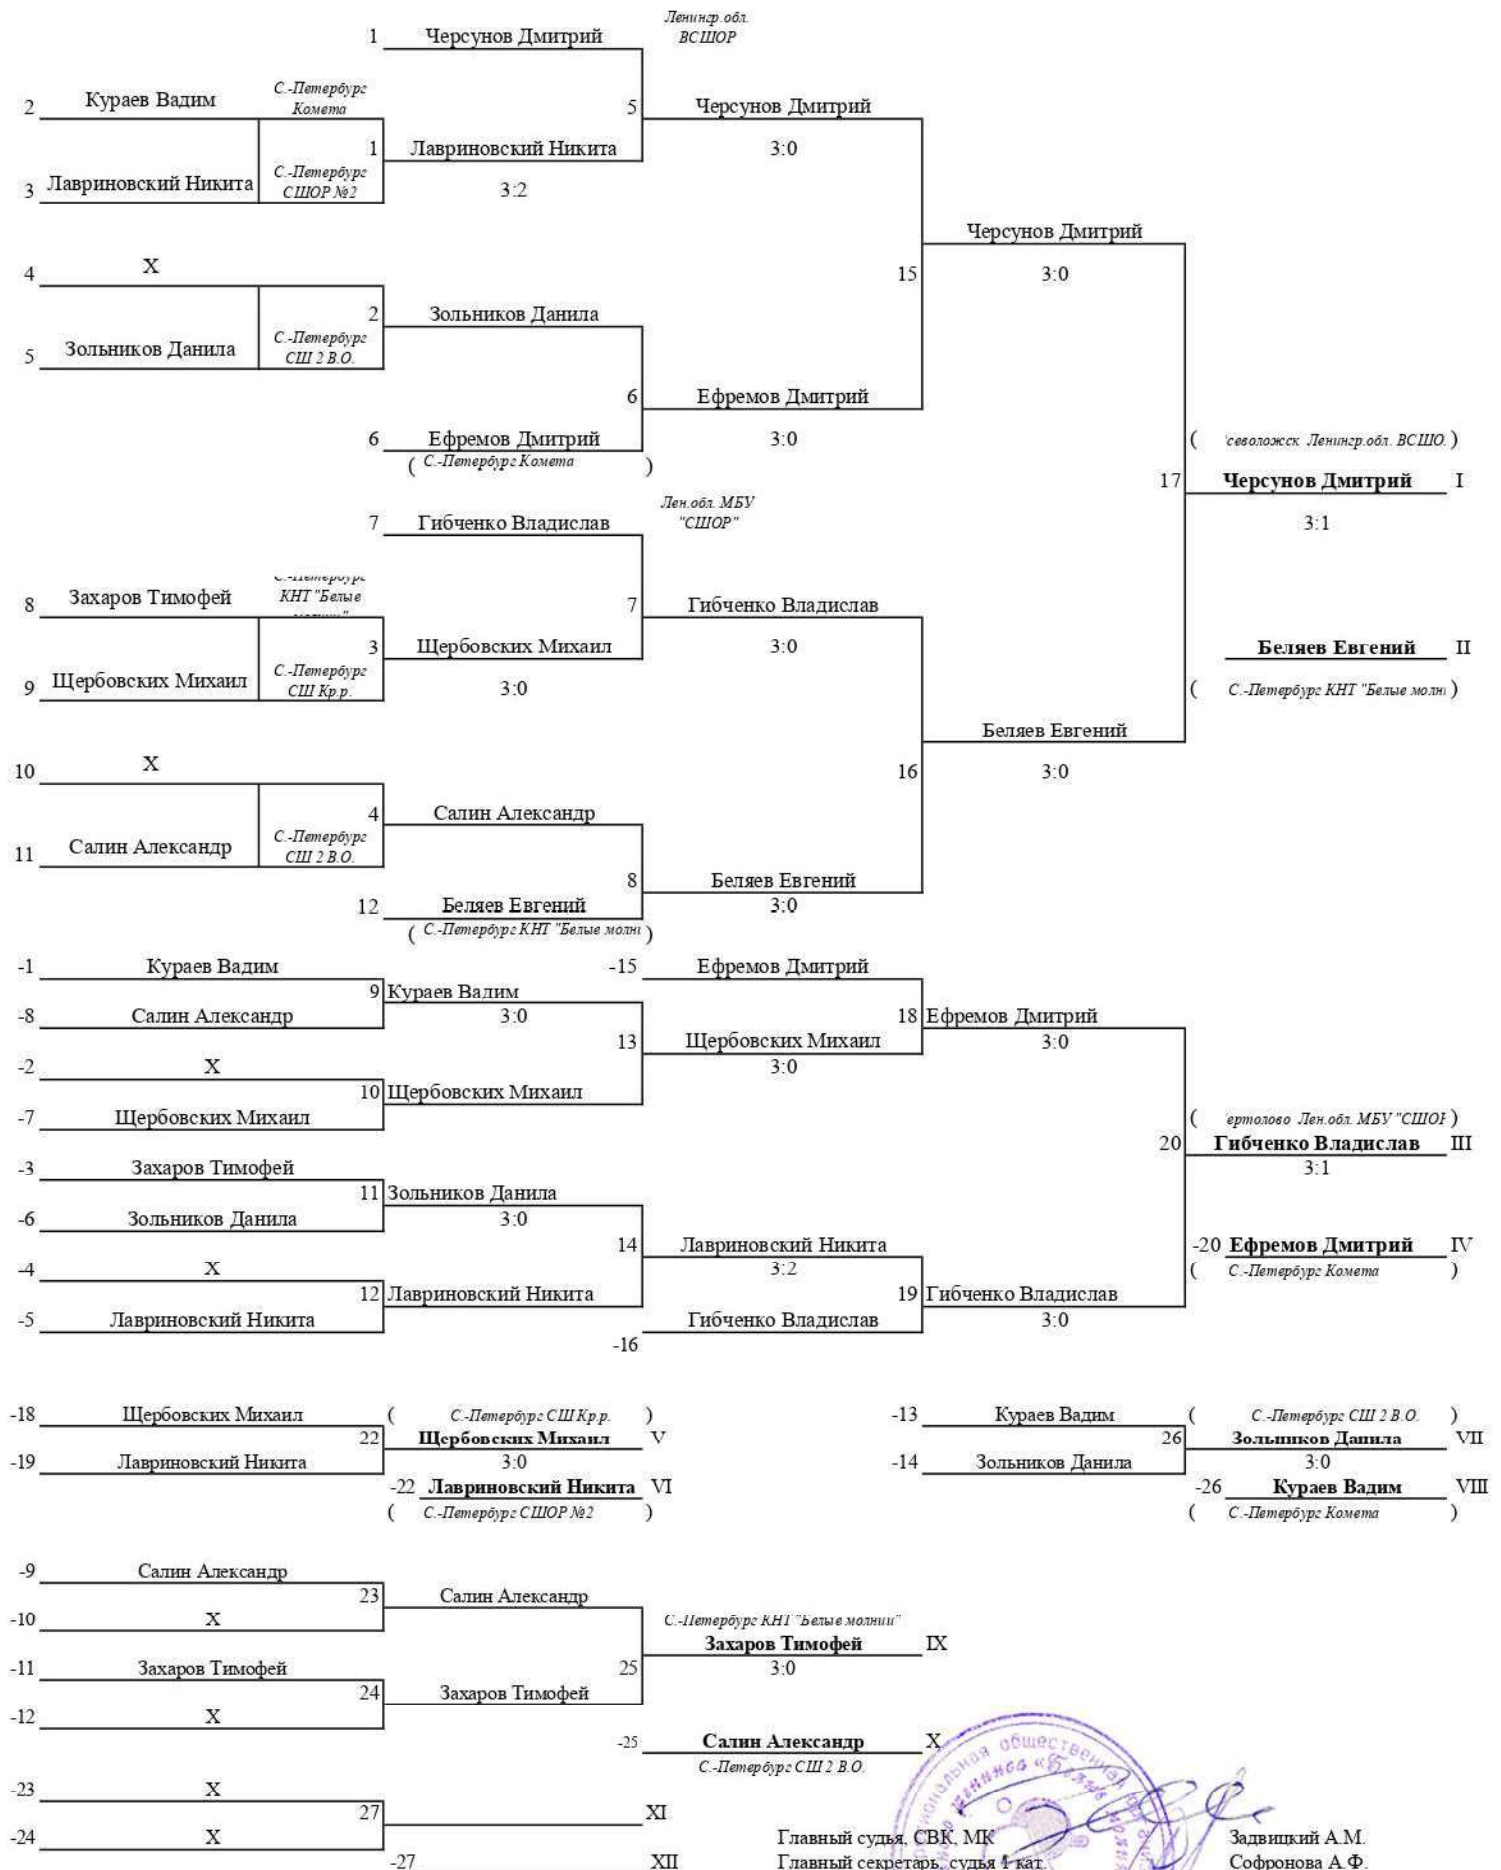 Ленингр.обл.
1 Черсунов Дмитрий ВСШОР
С.-Петербург
2 Кураев Вадим Комета 5 Черсунов Дмитрий
1 Лавриновский Никита 3:0
С.-Петербург
3 Лавриновский Никита СШОР №2 3:2
Черсунов Дмитрий
4 X 15 3:0
2 Зольников Данила
С.-Петербург
5 Зольников Данила СШ 2 В.О.
6 Ефремов Дмитрий
6 Ефремов Дмитрий 3:0
( С.-Петербург Комета )
( Ленингр.обл. ВСШО. )
17 Черсунов Дмитрий I
3:1
Лен.обл. МБУ
7 Гибченко Владислав "СШОР"
8 Захаров Тимофей КНТ "Белые 7 Гибченко Владислав
3 Щербовских Михаил 3:0
С.-Петербург
9 Щербовских Михаил СШ Кр.р. 3:0
Беляев Евгений II
( С.-Петербург КНТ "Белые молн )
Беляев Евгений
10 X 16 3:0
4 Салин Александр
С.-Петербург
11 Салин Александр СШ 2 В.О.
8 Беляев Евгений
12 Беляев Евгений 3:0
( С.-Петербург КНТ "Белые молн )
-1 Кураев Вадим -15 Ефремов Дмитрий
9 Кураев Вадим
-8 Салин Александр 3:0 18 Ефремов Дмитрий
13 Щербовских Михаил 3:0
-2 X 3:0
10 Щербовских Михаил
-7 Щербовских Михаил
( Лен.обл. МБУ "СШОР )
20 Гибченко Владислав III
-3 Захаров Тимофей 3:1
11 Зольников Данила
-6 Зольников Данила 3:0
14 Лавриновский Никита -20 Ефремов Дмитрий IV
-4 X 3:2 ( С.-Петербург Комета )
12 Лавриновский Никита 19 Гибченко Владислав
-5 Лавриновский Никита Гибченко Владислав 3:0
-16
-18 Щербовских Михаил ( С.-Петербург СШ Кр.р. ) -13 Кураев Вадим ( С.-Петербург СШ 2 В.О. )
22 Щербовских Михаил V 26 Зольников Данила VII
-19 Лавриновский Никита 3:0 -14 Зольников Данила 3:0
-22 Лавриновский Никита VI -26 Кураев Вадим VIII
( С.-Петербург СШОР №2 ) ( С.-Петербург Комета )
-9 Салин Александр
23 Салин Александр
-10 X С.-Петербург КНТ "Белые молнии"
Захаров Тимофей IX
-11 Захаров Тимофей 25 3:0
24 Захаров Тимофей
-12 X
-25 Салин Александр X
С.-Петербург СШ 2 В.О.
-23 X
27 XI
-24 X Главный судья, СВК, МК Задвицкий А.М.
-27 XII Главный секретарь, судья 1 кат. Софронова А.Ф.